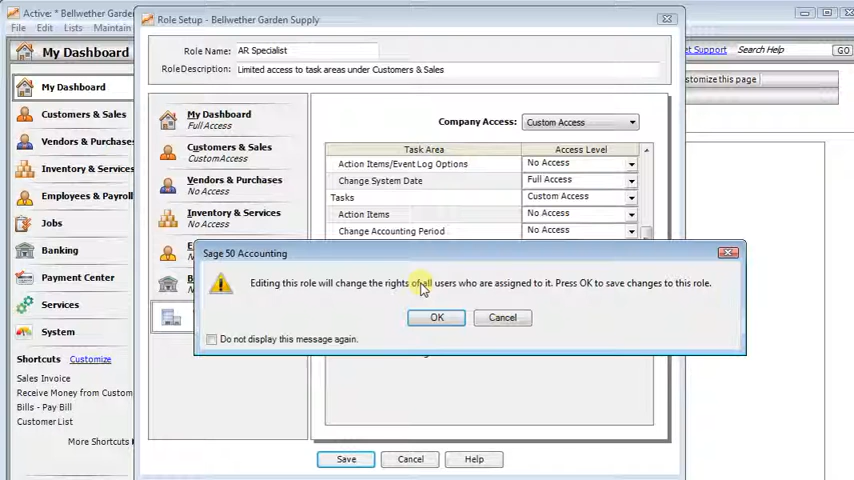 Active: * Bellwether Garden
Role Setup - Bellwether Garden Supply
File Edit Lists Maintain
Role Name: AR Specialist
et Support Search Help GO
My Dashboard
RoleDescription: Limited access to task areas under Customers & Sales
stomize this page
My Dashboard
Customers & Sales
Vendors & Purchases
Inventory & Services
Employees & Payroll
Jobs
Banking
Payment Center
Services
System
Shortcuts Customize
Sales Invoice
Receive Money from Custom
Bills - Pay Bill
Customer List
More Shortcuts
My Dashboard
Full Access
Customers & Sales
CustomAccess
Vendors & Purchases
No Access
Inventory & Services
No Access
E
B
Company Access: Custom Access
Task Area Access Level
Action Items/Event Log Options No Access
Change System Date Full Access
Tasks Custom Access
Action Items No Access
Change Accounting Period No Access
Sage 50 Accounting
Editing this role will change the rights of all users who are assigned to it. Press OK to save changes to this role.
OK Cancel
Do not display this message again.
Save Cancel Help